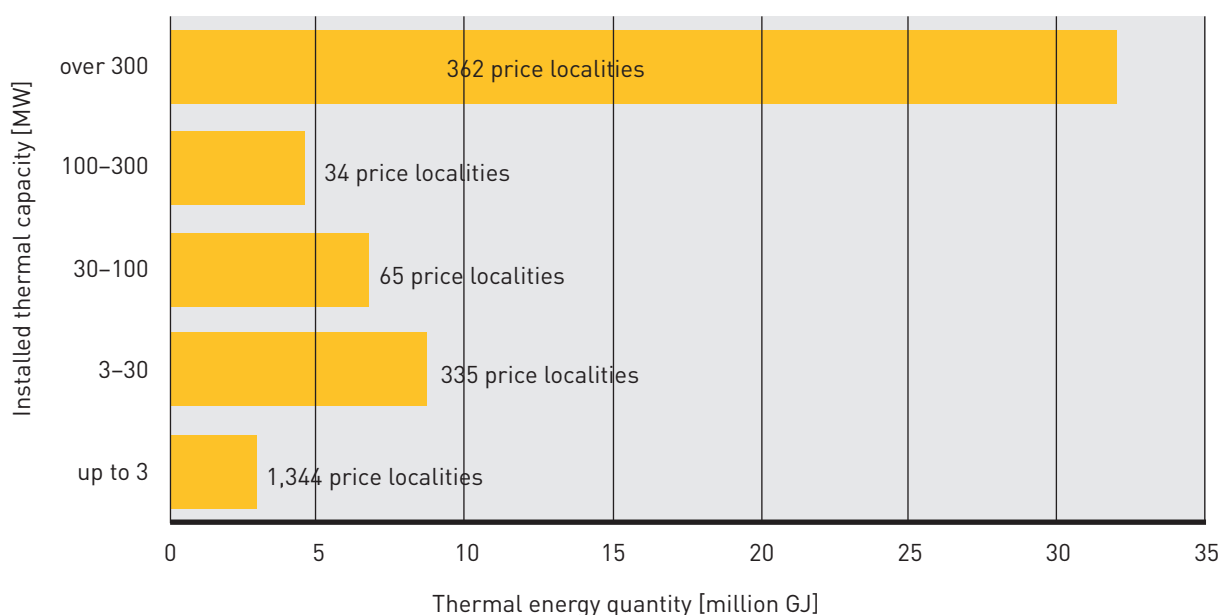 Installed thermal capacity [MW]
over 300
362 price localities
100–300
34 price localities
30–100
65 price localities
3–30
335 price localities
up to 3
1,344 price localities
0 5 10 15 20 25 30 35
Thermal energy quantity [million GJ]